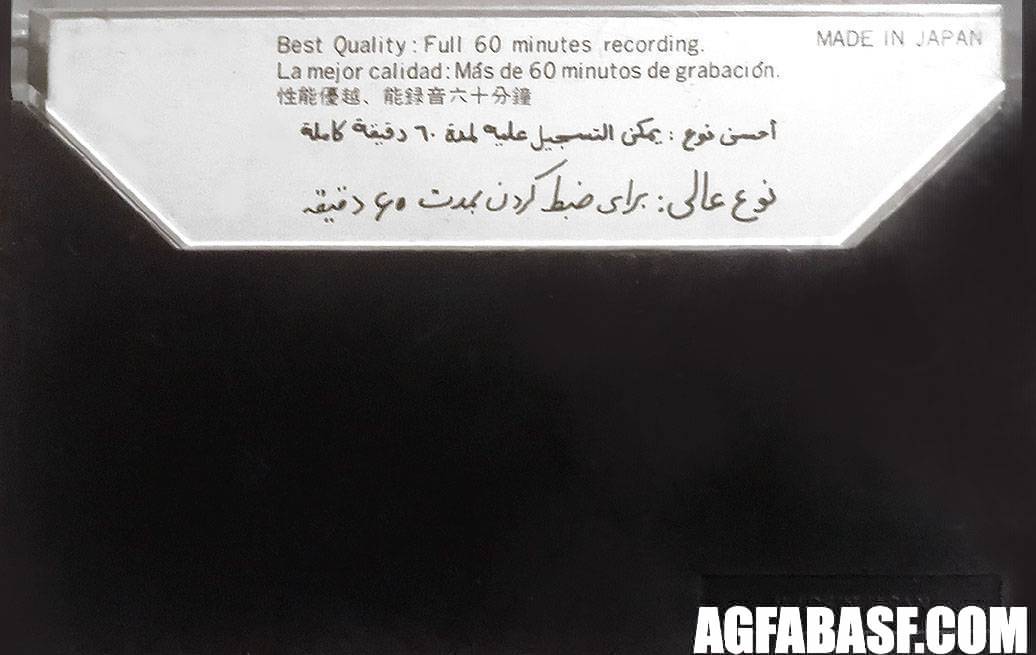 Best Quality: Full 60 minutes recording.
MADE IN JAPAN
La mejor calidad: Más de 60 minutos de grabación.
性能優越、能録音六十分鐘
أحسن نوع : يمكن التسجيل عليه لمدة ٦٠ دقيقة كاملة
نوع عالی: برای ضبط کردن بمدت ۶۰ دقیقه
AGFABASF.COM